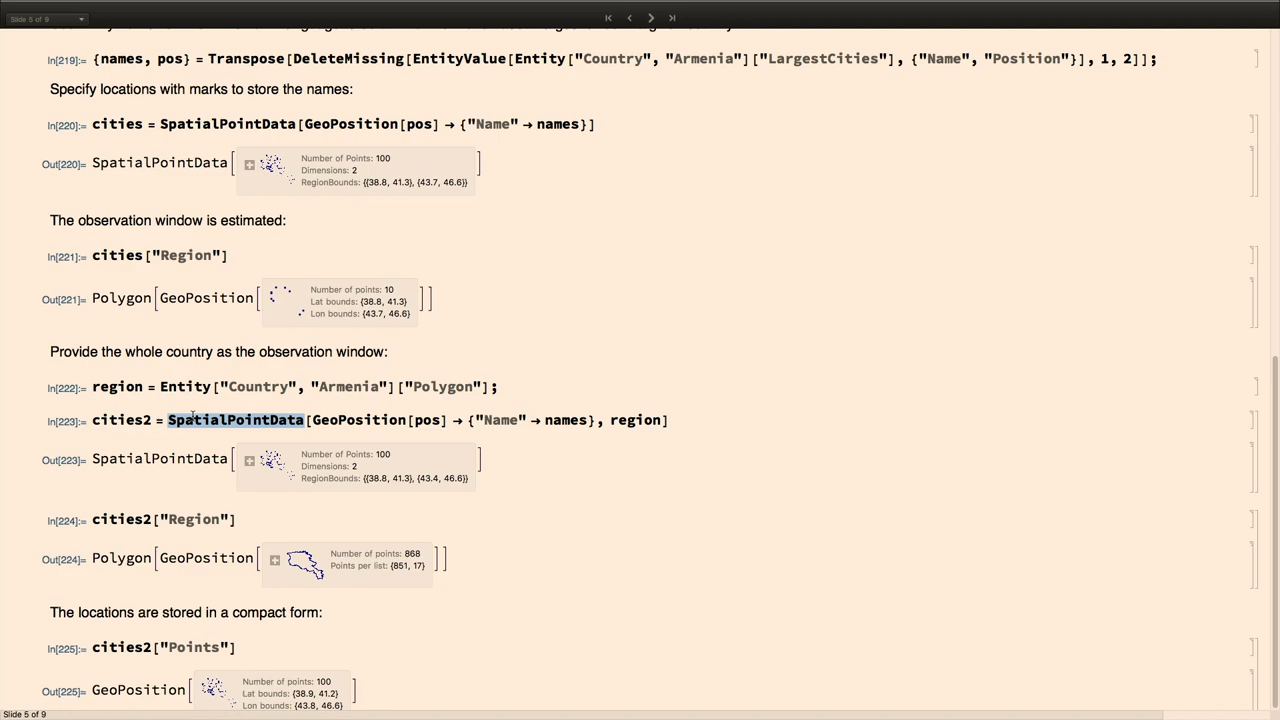 Slide 5 of 9
In[219]:= {names, pos} = Transpose[DeleteMissing[EntityValue[Entity["Country", "Armenia"]["LargestCities"], {"Name", "Position"}], 1, 2]];
Specify locations with marks to store the names:
In[220]:= cities = SpatialPointData[GeoPosition[pos] → {"Name" → names}]
Out[220]= SpatialPointData[
Number of Points: 100
Dimensions: 2
RegionBounds: {{38.8, 41.3}, {43.7, 46.6}}
]
The observation window is estimated:
In[221]:= cities["Region"]
Out[221]= Polygon[GeoPosition[
Number of points: 10
Lat bounds: {38.8, 41.3}
Lon bounds: {43.7, 46.6}
]]
Provide the whole country as the observation window:
In[222]:= region = Entity["Country", "Armenia"]["Polygon"];
In[223]:= cities2 = SpatialPointData[GeoPosition[pos] → {"Name" → names}, region]
Out[223]= SpatialPointData[
Number of Points: 100
Dimensions: 2
RegionBounds: {{38.8, 41.3}, {43.4, 46.6}}
]
In[224]:= cities2["Region"]
Out[224]= Polygon[GeoPosition[
Number of points: 868
Points per list: {851, 17}
]]
The locations are stored in a compact form:
In[225]:= cities2["Points"]
Out[225]= GeoPosition[
Number of points: 100
Lat bounds: {38.9, 41.2}
Lon bounds: {43.8, 46.6}
]
Slide 5 of 9